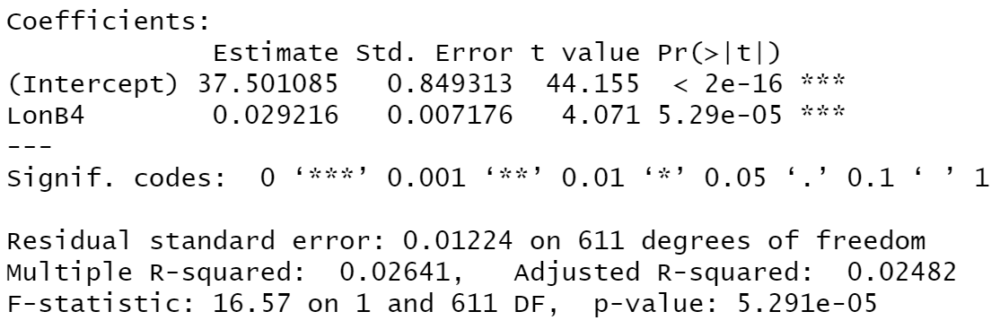 Coefficients:
Estimate Std. Error t value Pr(>|t|)
(Intercept) 37.501085 0.849313 44.155 < 2e-16 ***
LonB4 0.029216 0.007176 4.071 5.29e-05 ***
---
Signif. codes: 0 ‘***’ 0.001 ‘**’ 0.01 ‘*’ 0.05 ‘.’ 0.1 ‘ ’ 1
Residual standard error: 0.01224 on 611 degrees of freedom
Multiple R-squared: 0.02641, Adjusted R-squared: 0.02482
F-statistic: 16.57 on 1 and 611 DF, p-value: 5.291e-05